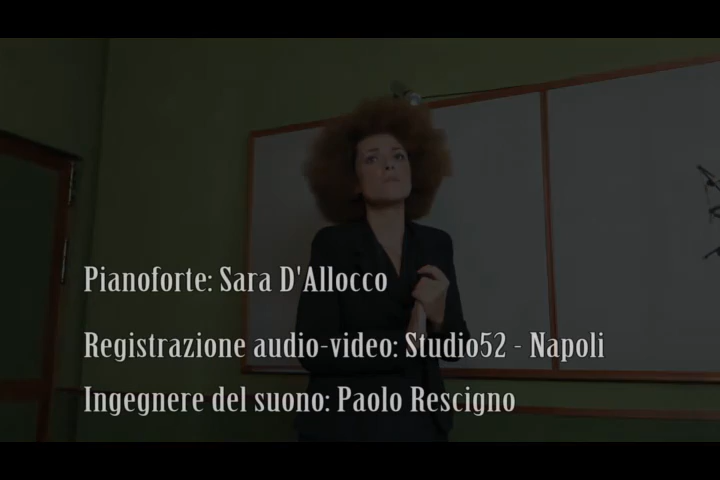 Pianoforte: Sara D'Allocco
Registrazione audio-video: Studio52 - Napoli
Ingegnere del suono: Paolo Rescigno